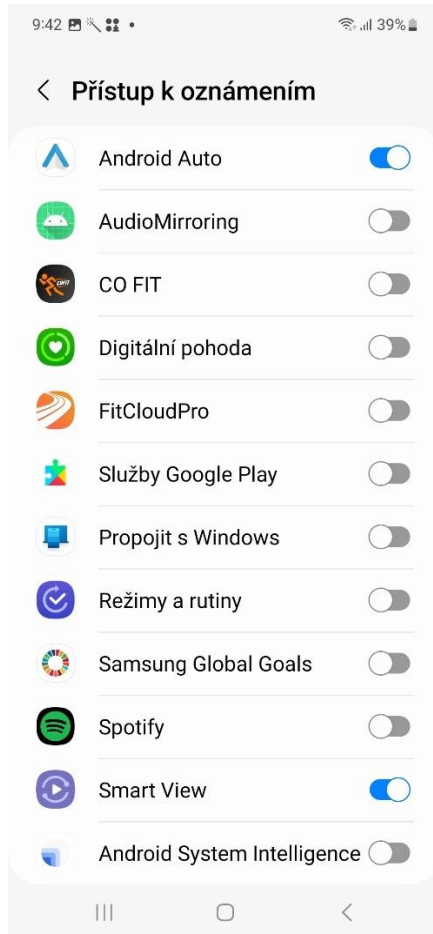 9:42 39%
Přístup k oznámením
Android Auto
AudioMirroring
CO FIT
Digitální pohoda
FitCloudPro
Služby Google Play
Propojit s Windows
Režimy a rutiny
Samsung Global Goals
Spotify
Smart View
Android System Intelligence